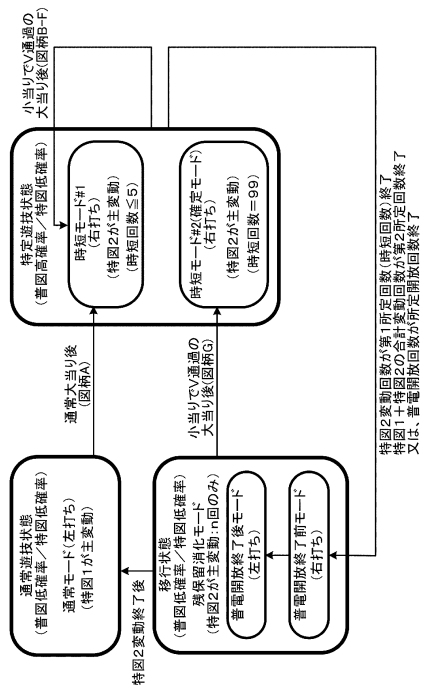 小当りでV通過の
大当り後(図柄B-F)
特定遊技状態
(普図高確率／特図低確率)
時短モード#1
(右打ち)
(特図2が主変動)
(時短回数≦5)
時短モード#2(確定モード)
(右打ち)
(特図2が主変動)
(時短回数=99)
通常大当り後
(図柄A)
小当りでV通過の
大当り後(図柄G)
通常遊技状態
(普図低確率／特図低確率)
通常モード(左打ち)
(特図1が主変動)
特図2変動終了後
移行状態
(普図低確率／特図低確率)
残保留消化モード
(特図2が主変動:n回のみ)
普電開放終了後モード
(左打ち)
普電開放終了前モード
(右打ち)
特図2変動回数が第1所定回数(時短回数)終了
特図1+特図2の合計変動回数が第2所定回数終了
又は、普電開放回数が所定開放回数終了